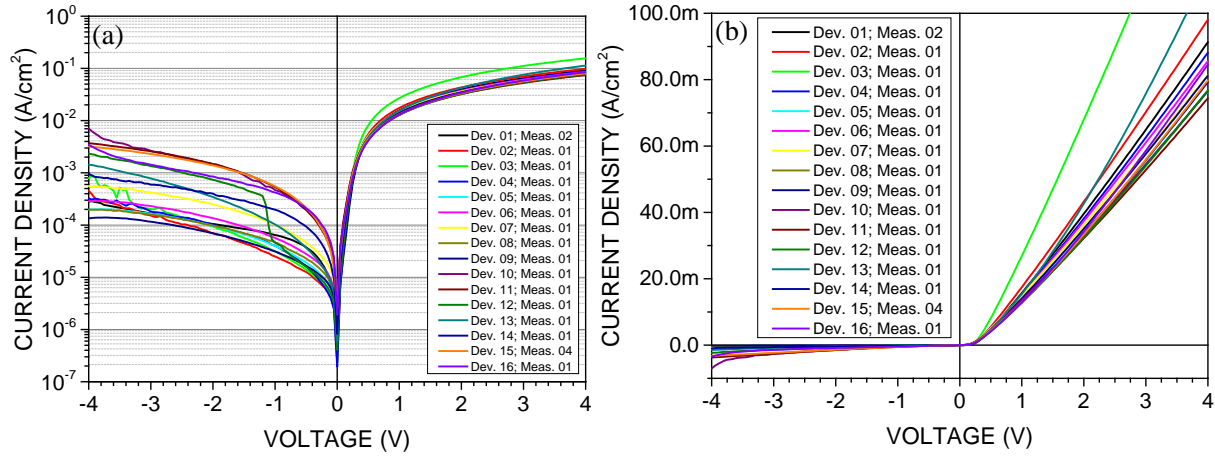 (a)
CURRENT DENSITY (A/cm²)
10⁰
10⁻¹
10⁻²
10⁻³
10⁻⁴
10⁻⁵
10⁻⁶
10⁻⁷
Dev. 01; Meas. 02
Dev. 02; Meas. 01
Dev. 03; Meas. 01
Dev. 04; Meas. 01
Dev. 05; Meas. 01
Dev. 06; Meas. 01
Dev. 07; Meas. 01
Dev. 08; Meas. 01
Dev. 09; Meas. 01
Dev. 10; Meas. 01
Dev. 11; Meas. 01
Dev. 12; Meas. 01
Dev. 13; Meas. 01
Dev. 14; Meas. 01
Dev. 15; Meas. 04
Dev. 16; Meas. 01
-4 -3 -2 -1 0 1 2 3 4
VOLTAGE (V)
(b)
CURRENT DENSITY (A/cm²)
100.0m
80.0m
60.0m
40.0m
20.0m
0.0
Dev. 01; Meas. 02
Dev. 02; Meas. 01
Dev. 03; Meas. 01
Dev. 04; Meas. 01
Dev. 05; Meas. 01
Dev. 06; Meas. 01
Dev. 07; Meas. 01
Dev. 08; Meas. 01
Dev. 09; Meas. 01
Dev. 10; Meas. 01
Dev. 11; Meas. 01
Dev. 12; Meas. 01
Dev. 13; Meas. 01
Dev. 14; Meas. 01
Dev. 15; Meas. 04
Dev. 16; Meas. 01
-4 -3 -2 -1 0 1 2 3 4
VOLTAGE (V)